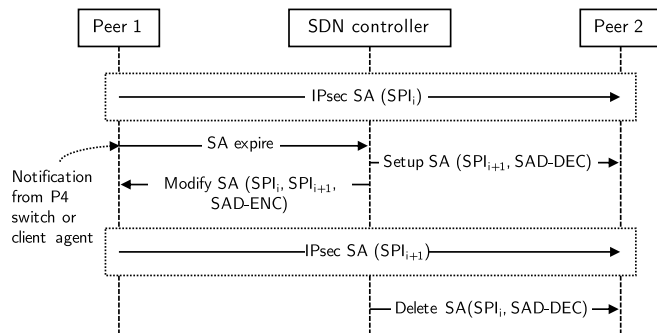 Peer 1
SDN controller
Peer 2
IPsec SA (SPIi)
SA expire
Setup SA (SPIi+1, SAD-DEC)
Notification
from P4
switch or
client agent
Modify SA (SPIi, SPIi+1,
SAD-ENC)
IPsec SA (SPIi+1)
Delete SA(SPIi, SAD-DEC)